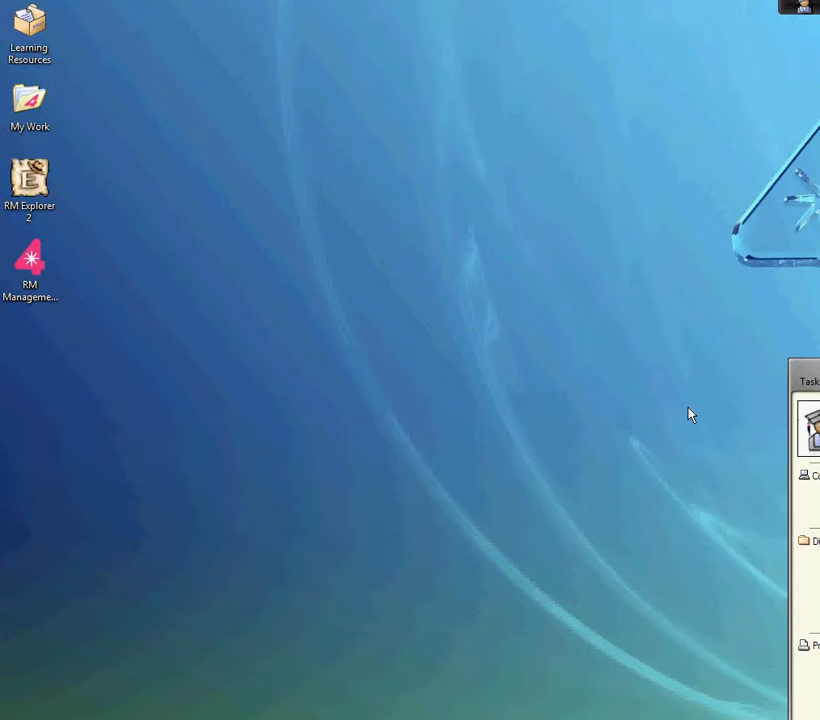 Learning
Resources
My Work
RM Explorer
2
RM
Manageme...
Task